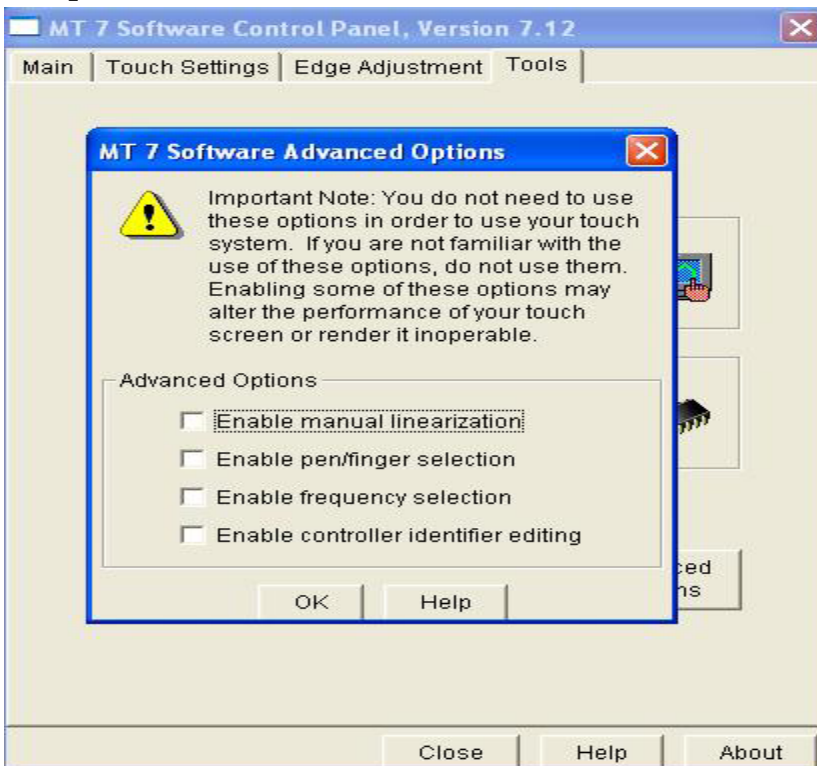 MT 7 Software Control Panel, Version 7.12
Main Touch Settings Edge Adjustment Tools
MT 7 Software Advanced Options
Important Note: You do not need to use
these options in order to use your touch
system. If you are not familiar with the
use of these options, do not use them.
Enabling some of these options may
alter the performance of your touch
screen or render it inoperable.
Advanced Options
Enable manual linearization
Enable pen/finger selection
Enable frequency selection
Enable controller identifier editing
OK Help
Close Help About